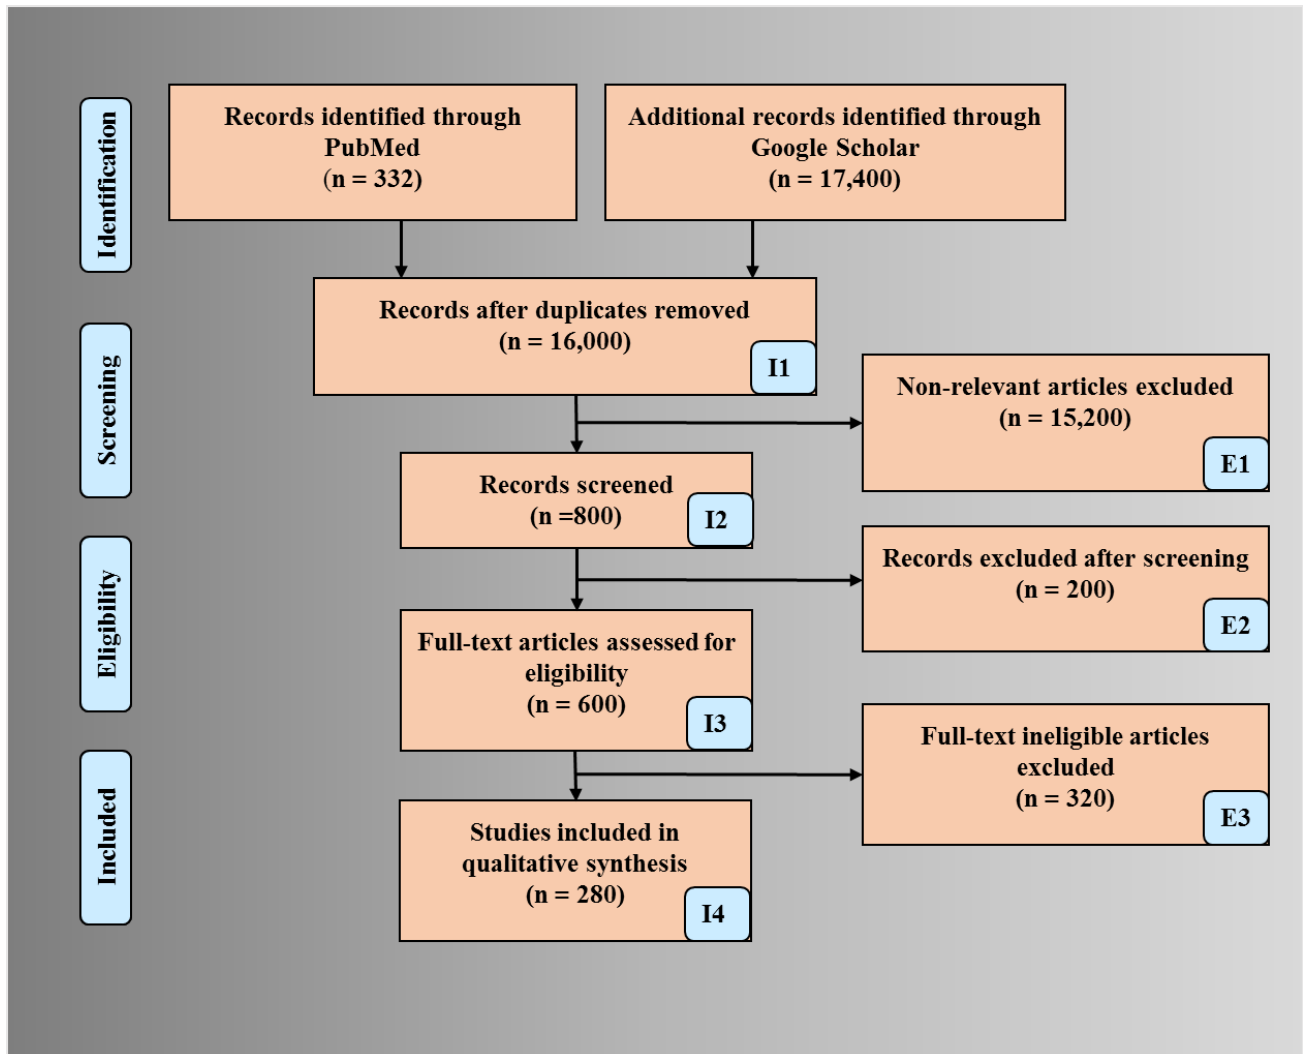 Identification
Records identified through
PubMed
(n = 332)
Additional records identified through
Google Scholar
(n = 17,400)
Records after duplicates removed
(n = 16,000)
I1
Screening
Non-relevant articles excluded
(n = 15,200)
E1
Records screened
(n =800)
I2
Records excluded after screening
(n = 200)
E2
Eligibility
Full-text articles assessed for
eligibility
(n = 600)
I3
Full-text ineligible articles
excluded
(n = 320)
E3
Included
Studies included in
qualitative synthesis
(n = 280)
I4